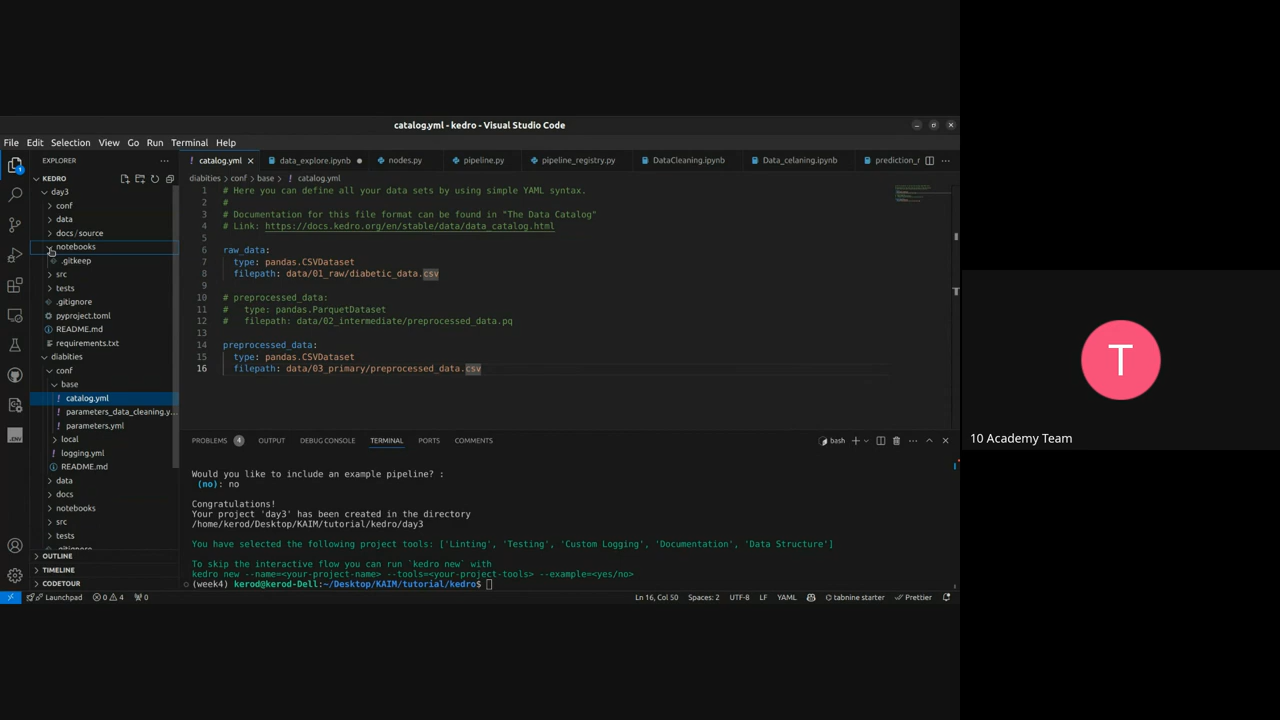 catalog.yml - kedro - Visual Studio Code
File Edit Selection View Go Run Terminal Help
EXPLORER
KEDRO
day3
conf
data
docs / source
notebooks
.gitkeep
src
tests
.gitignore
pyproject.toml
README.md
requirements.txt
diabities
conf
base
catalog.yml
parameters_data_cleaning.y...
parameters.yml
local
logging.yml
README.md
data
docs
notebooks
src
tests
.gitignore
OUTLINE
TIMELINE
CODETOUR
catalog.yml data_explore.ipynb nodes.py pipeline.py pipeline_registry.py DataCleaning.ipynb Data_celaning.ipynb prediction_r
diabities > conf > base > catalog.yml
1 # Here you can define all your data sets by using simple YAML syntax.
2 #
3 # Documentation for this file format can be found in "The Data Catalog"
4 # Link: https://docs.kedro.org/en/stable/data/data_catalog.html
5
6 raw_data:
7 type: pandas.CSVDataset
8 filepath: data/01_raw/diabetic_data.csv
9
10 # preprocessed_data:
11 # type: pandas.ParquetDataset
12 # filepath: data/02_intermediate/preprocessed_data.pq
13
14 preprocessed_data:
15 type: pandas.CSVDataset
16 filepath: data/03_primary/preprocessed_data.csv
PROBLEMS 4 OUTPUT DEBUG CONSOLE TERMINAL PORTS COMMENTS
bash
Would you like to include an example pipeline? :
(no): no
Congratulations!
Your project 'day3' has been created in the directory
/home/kerod/Desktop/KAIM/tutorial/kedro/day3
You have selected the following project tools: ['Linting', 'Testing', 'Custom Logging', 'Documentation', 'Data Structure']
To skip the interactive flow you can run `kedro new` with
kedro new --name=<your-project-name> --tools=<your-project-tools> --example=<yes/no>
(week4) kerod@kerod-Dell:~/Desktop/KAIM/tutorial/kedro$
Launchpad 0 4 0
Ln 16, Col 50 Spaces: 2 UTF-8 LF YAML tabnine starter Prettier
1
.ENV
T
10 Academy Team